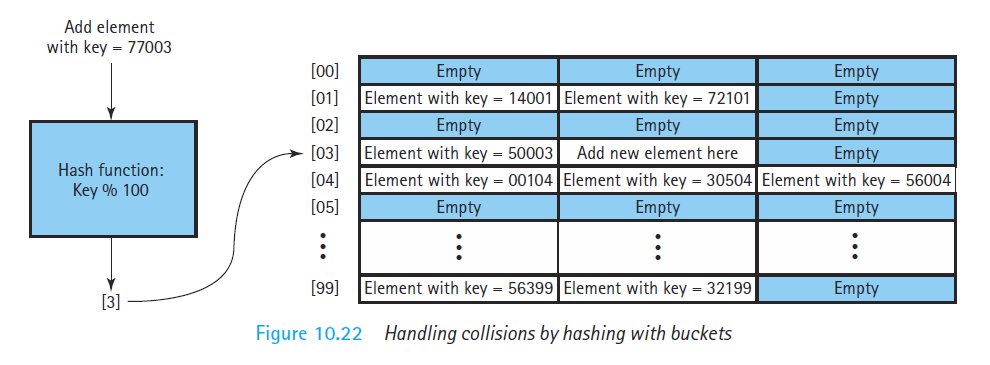 Add element
with key = 77003
Hash function:
Key % 100
[3]
[00] Empty Empty Empty
[01] Element with key = 14001 Element with key = 72101 Empty
[02] Empty Empty Empty
[03] Element with key = 50003 Add new element here Empty
[04] Element with key = 00104 Element with key = 30504 Element with key = 56004
[05] Empty Empty Empty
[99] Element with key = 56399 Element with key = 32199 Empty
Figure 10.22 Handling collisions by hashing with buckets